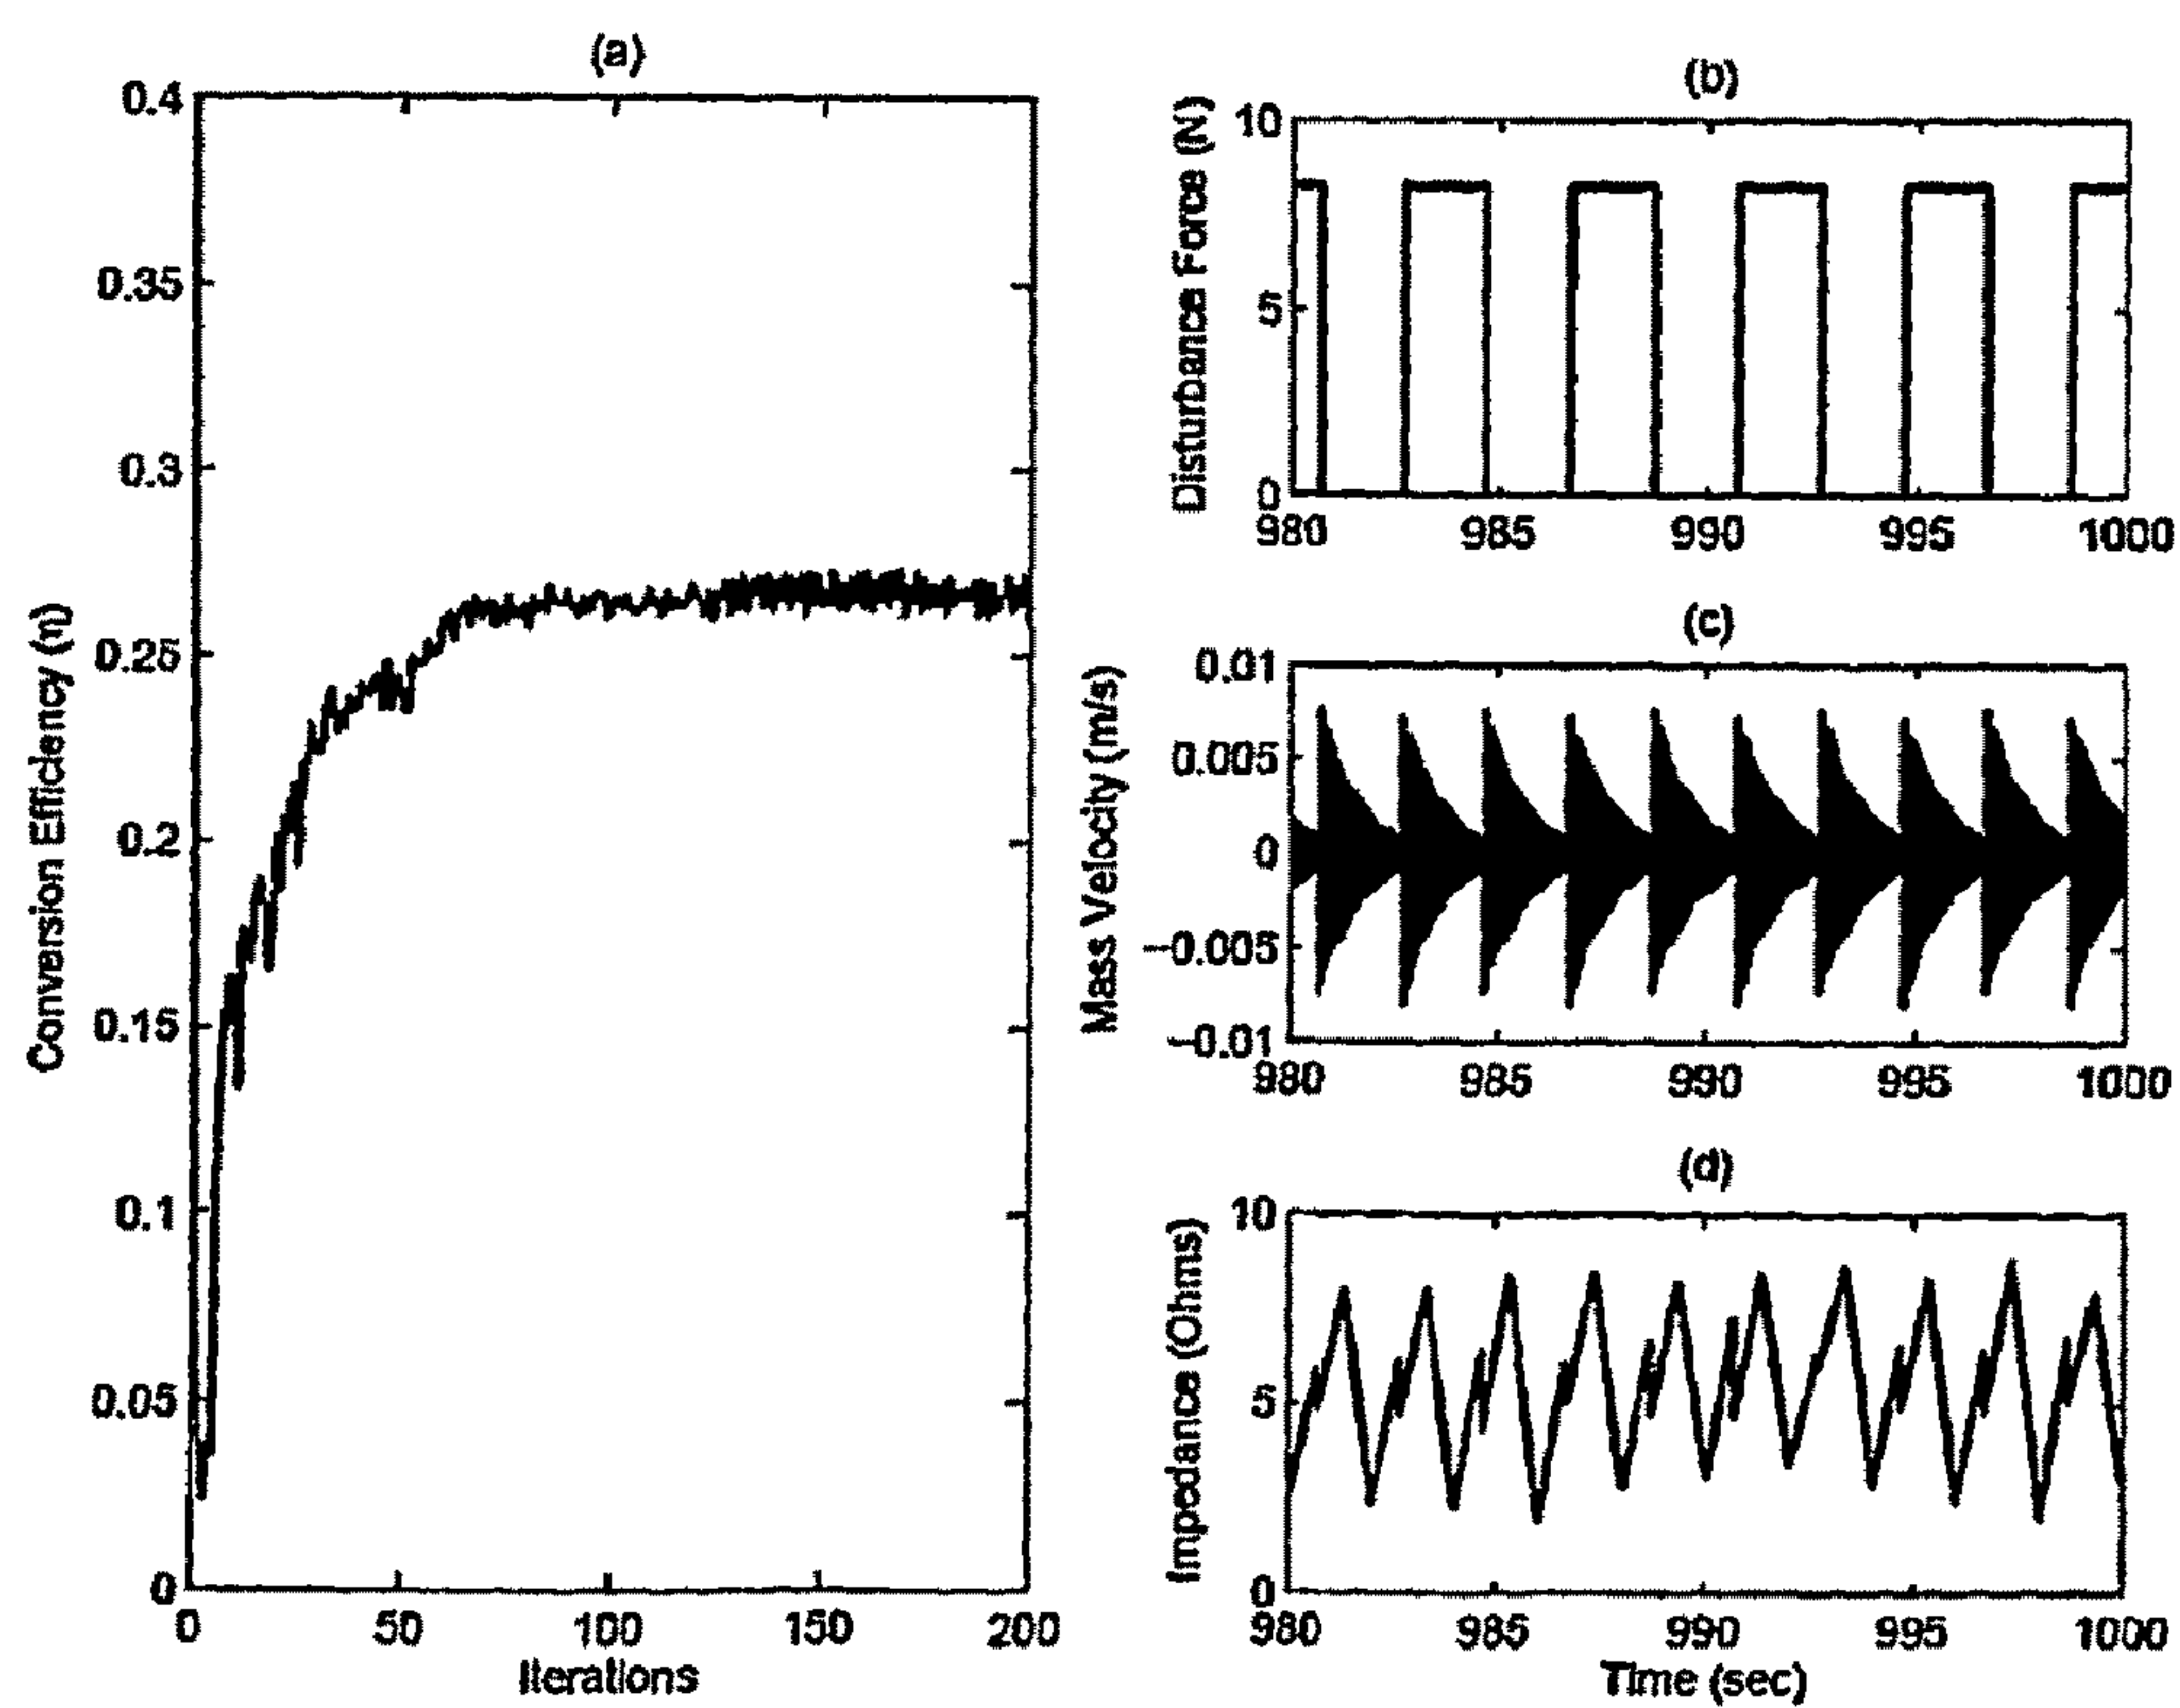 (a)
0.4
0.35
0.3
0.25
0.2
0.15
0.1
0.05
0
Conversion Efficiency (η)
0 50 100 150 200
Iterations
(b)
10
5
0
Disturbance Force (N)
980 985 990 995 1000
(c)
0.01
0.005
0
−0.005
−0.01
Mass Velocity (m/s)
980 985 990 995 1000
(d)
10
5
0
Impedance (Ohms)
980 985 990 995 1000
Time (sec)